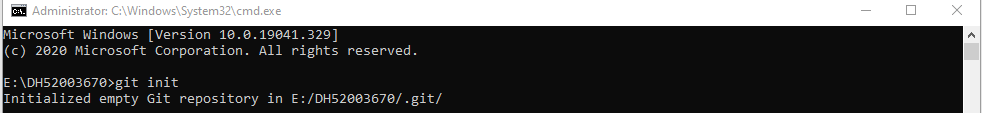 Administrator: C:\Windows\System32\cmd.exe
Microsoft Windows [Version 10.0.19041.329]
(c) 2020 Microsoft Corporation. All rights reserved.
E:\DH52003670>git init
Initialized empty Git repository in E:/DH52003670/.git/